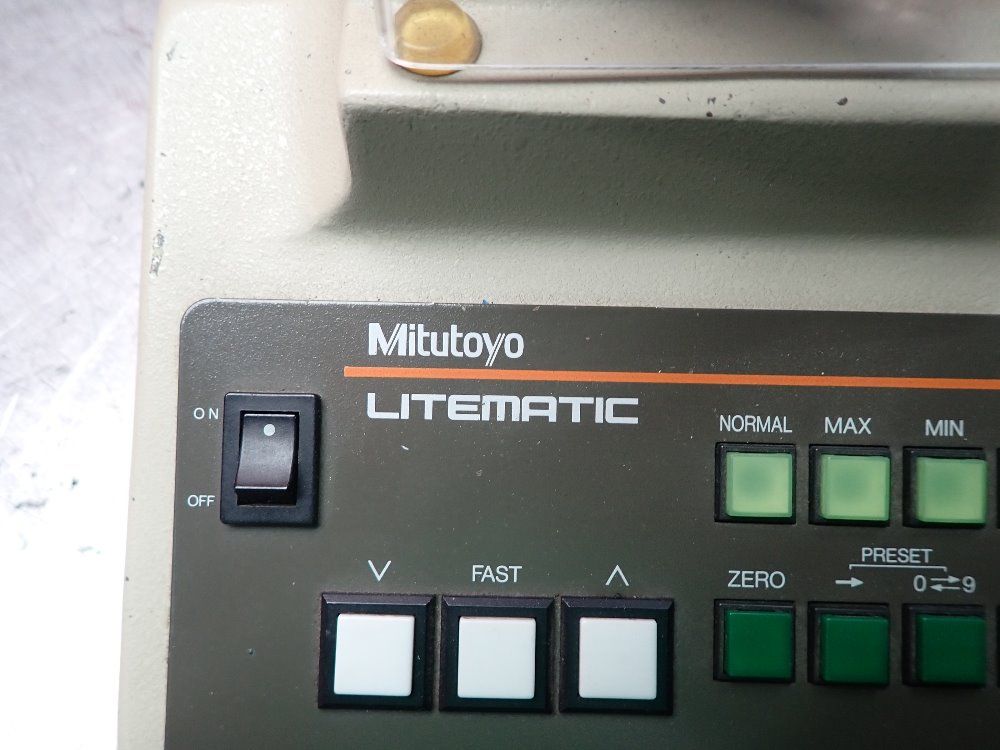 Mitutoyo
LITEMATIC
ON
OFF
NORMAL MAX MIN
∨ FAST ∧
PRESET
ZERO → 0⇄9